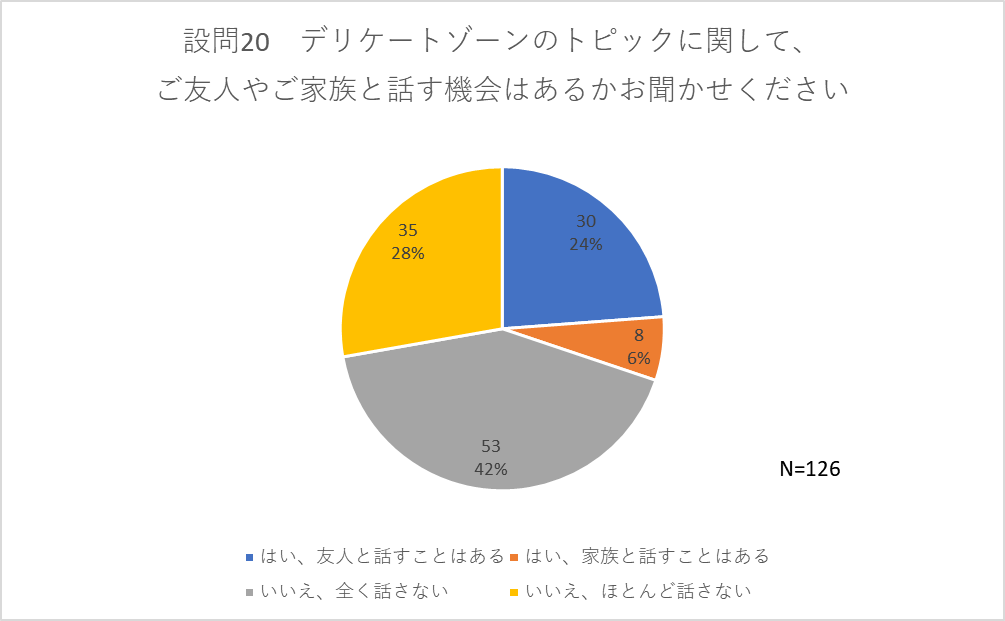 設問20　デリケートゾーンのトピックに関して、
ご友人やご家族と話す機会はあるかお聞かせください
30
24%
8
6%
53
42%
35
28%
N=126
はい、友人と話すことはある はい、家族と話すことはある
いいえ、全く話さない いいえ、ほとんど話さない